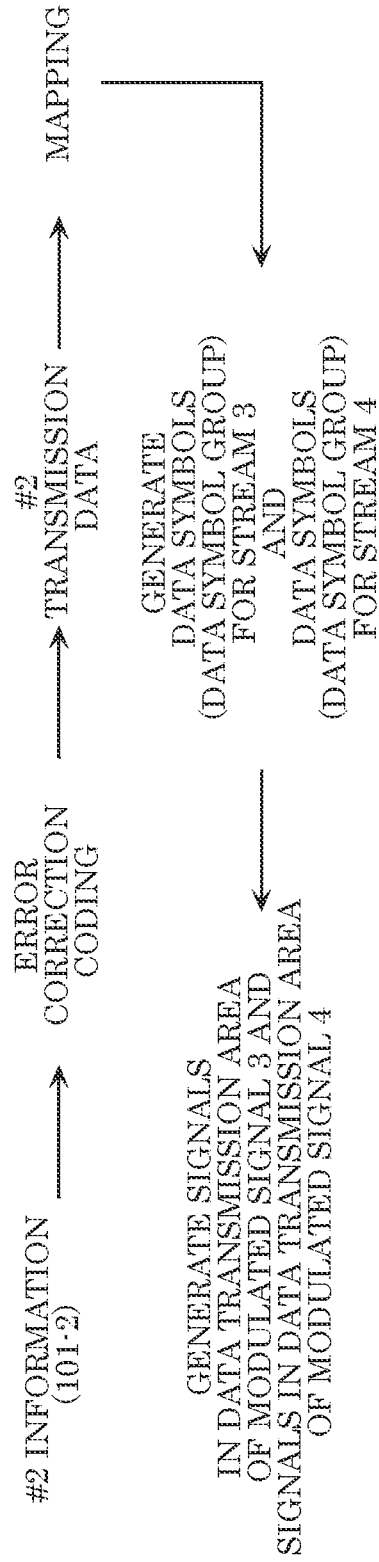 #2 INFORMATION
(101-2)
ERROR
CORRECTION
CODING
#2
TRANSMISSION
DATA
MAPPING
GENERATE
DATA SYMBOLS
(DATA SYMBOL GROUP)
FOR STREAM 3
AND
DATA SYMBOLS
(DATA SYMBOL GROUP)
FOR STREAM 4
GENERATE SIGNALS
IN DATA TRANSMISSION AREA
OF MODULATED SIGNAL 3 AND
SIGNALS IN DATA TRANSMISSION AREA
OF MODULATED SIGNAL 4